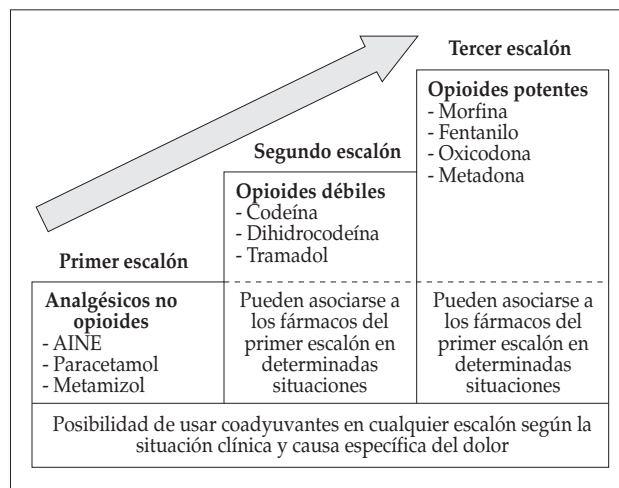 Tercer escalón
Opioides potentes
- Morfina
- Fentanilo
- Oxicodona
- Metadona
Segundo escalón
Opioides débiles
- Codeína
- Dihidrocodeína
- Tramadol
Primer escalón
Analgésicos no
opioides
- AINE
- Paracetamol
- Metamizol
Pueden asociarse a
los fármacos del
primer escalón en
determinadas
situaciones
Pueden asociarse a
los fármacos del
primer escalón en
determinadas
situaciones
Posibilidad de usar coadyuvantes en cualquier escalón según la
situación clínica y causa específica del dolor